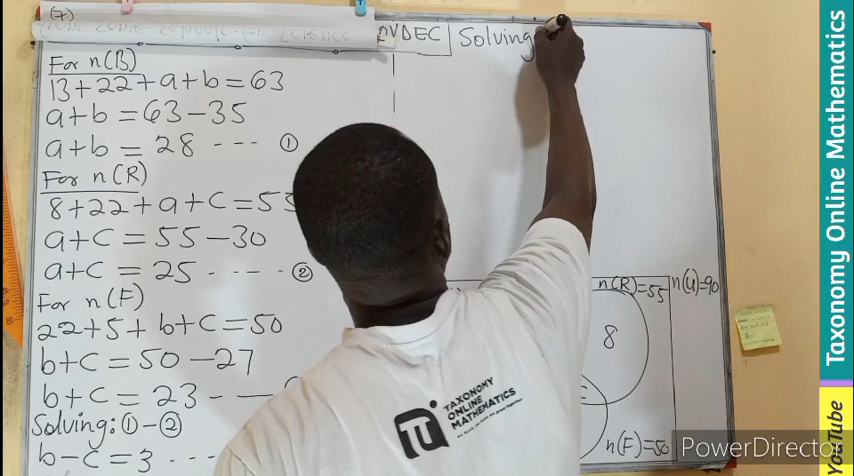 (7)
PVDEC Solving
For n(B)
13+22+a+b=63
a+b=63-35
a+b=28 ---- ①
For n(R)
8+22+a+c=55
a+c=55-30
a+c=25 ---- ②
For n(F)
22+5+b+c=50
b+c=50-27
b+c=23 - —
Solving: ①-②
b-c=3 ---
n(R)=55 n(U)=90
8
n(F)=50
TAXONOMY
ONLINE
MATHEMATICS
Taxonomy Online Mathematics
YouTube
PowerDirector